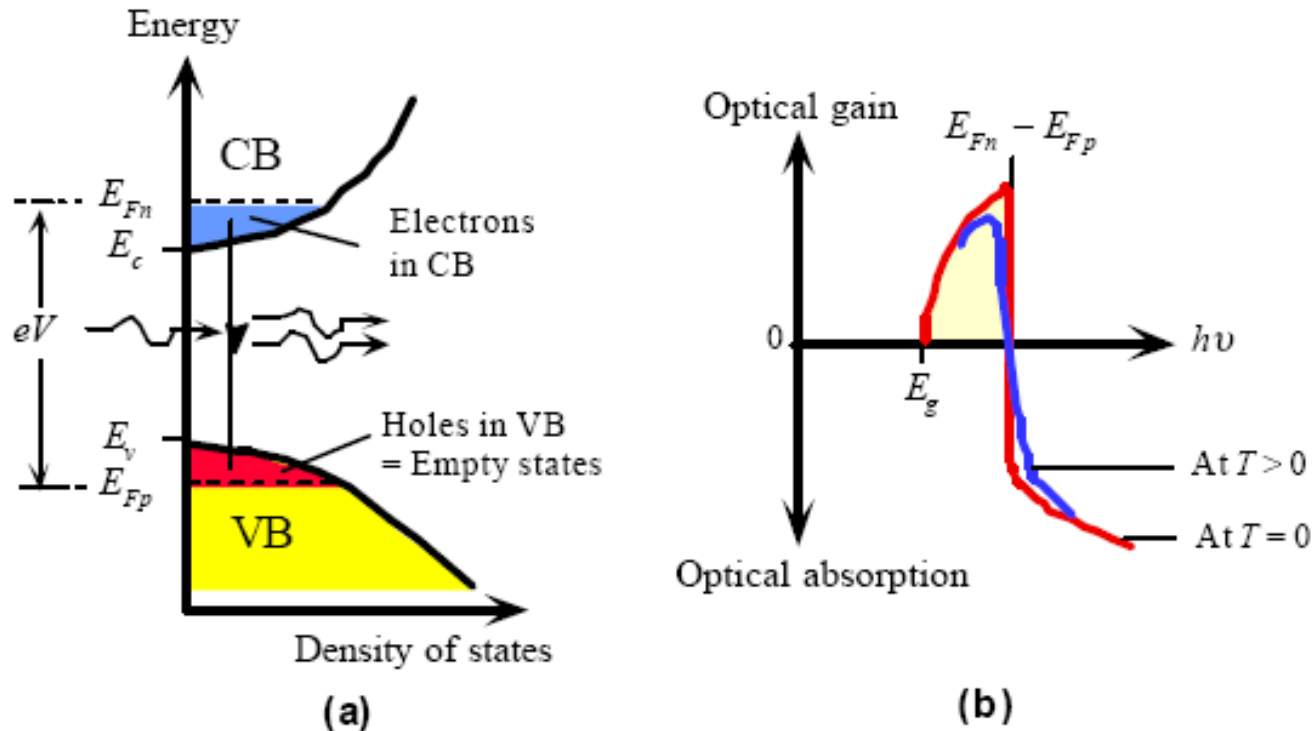 Energy
CB
E_Fn
Electrons
in CB
E_c
eV
E_v
Holes in VB
= Empty states
E_Fp
VB
Density of states
(a)
Optical gain
E_Fn − E_Fp
0
hυ
E_g
At T > 0
At T = 0
Optical absorption
(b)